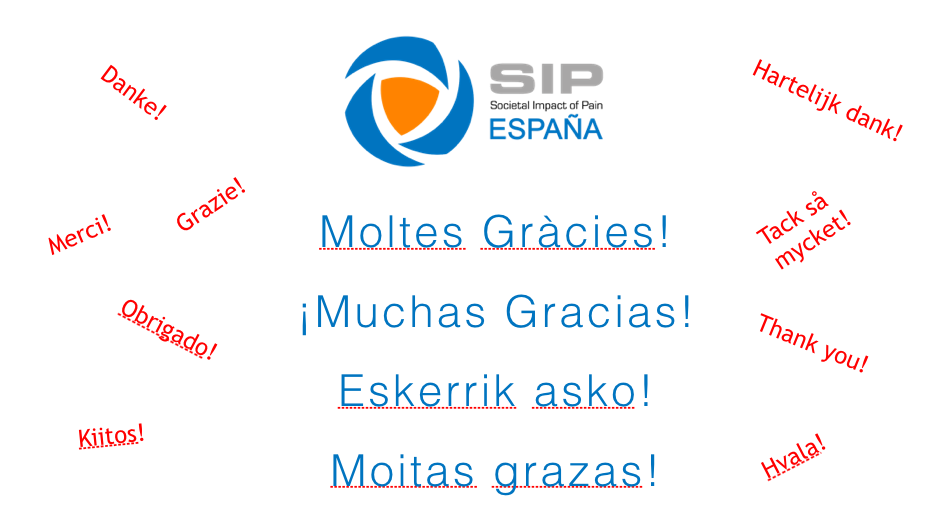 Danke!
SIP
Societal Impact of Pain
ESPAÑA
Hartelijk dank!
Merci!
Grazie!
Moltes Gràcies!
Tack så
mycket!
¡Muchas Gracias!
Obrigado!
Thank you!
Eskerrik asko!
Kiitos!
Moitas grazas!
Hvala!